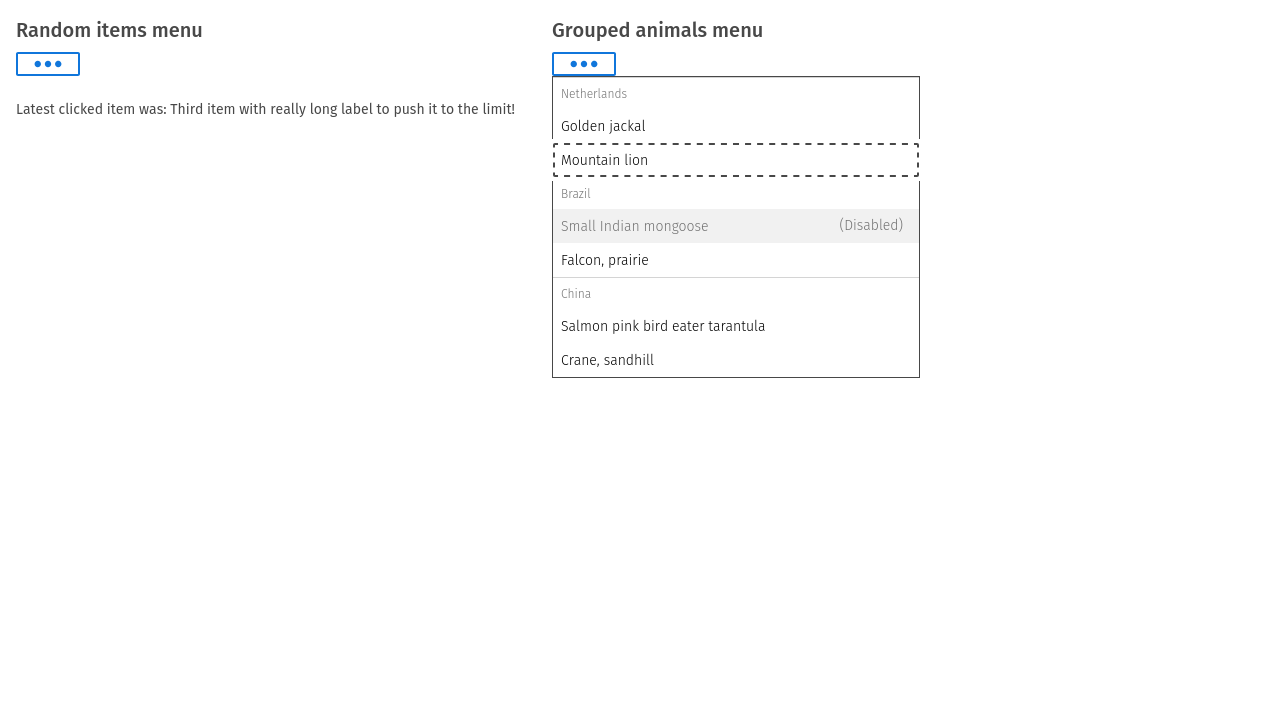 Random items menu
Latest clicked item was: Third item with really long label to push it to the limit!
Grouped animals menu
Netherlands
Golden jackal
Mountain lion
Brazil
Small Indian mongoose (Disabled)
Falcon, prairie
China
Salmon pink bird eater tarantula
Crane, sandhill